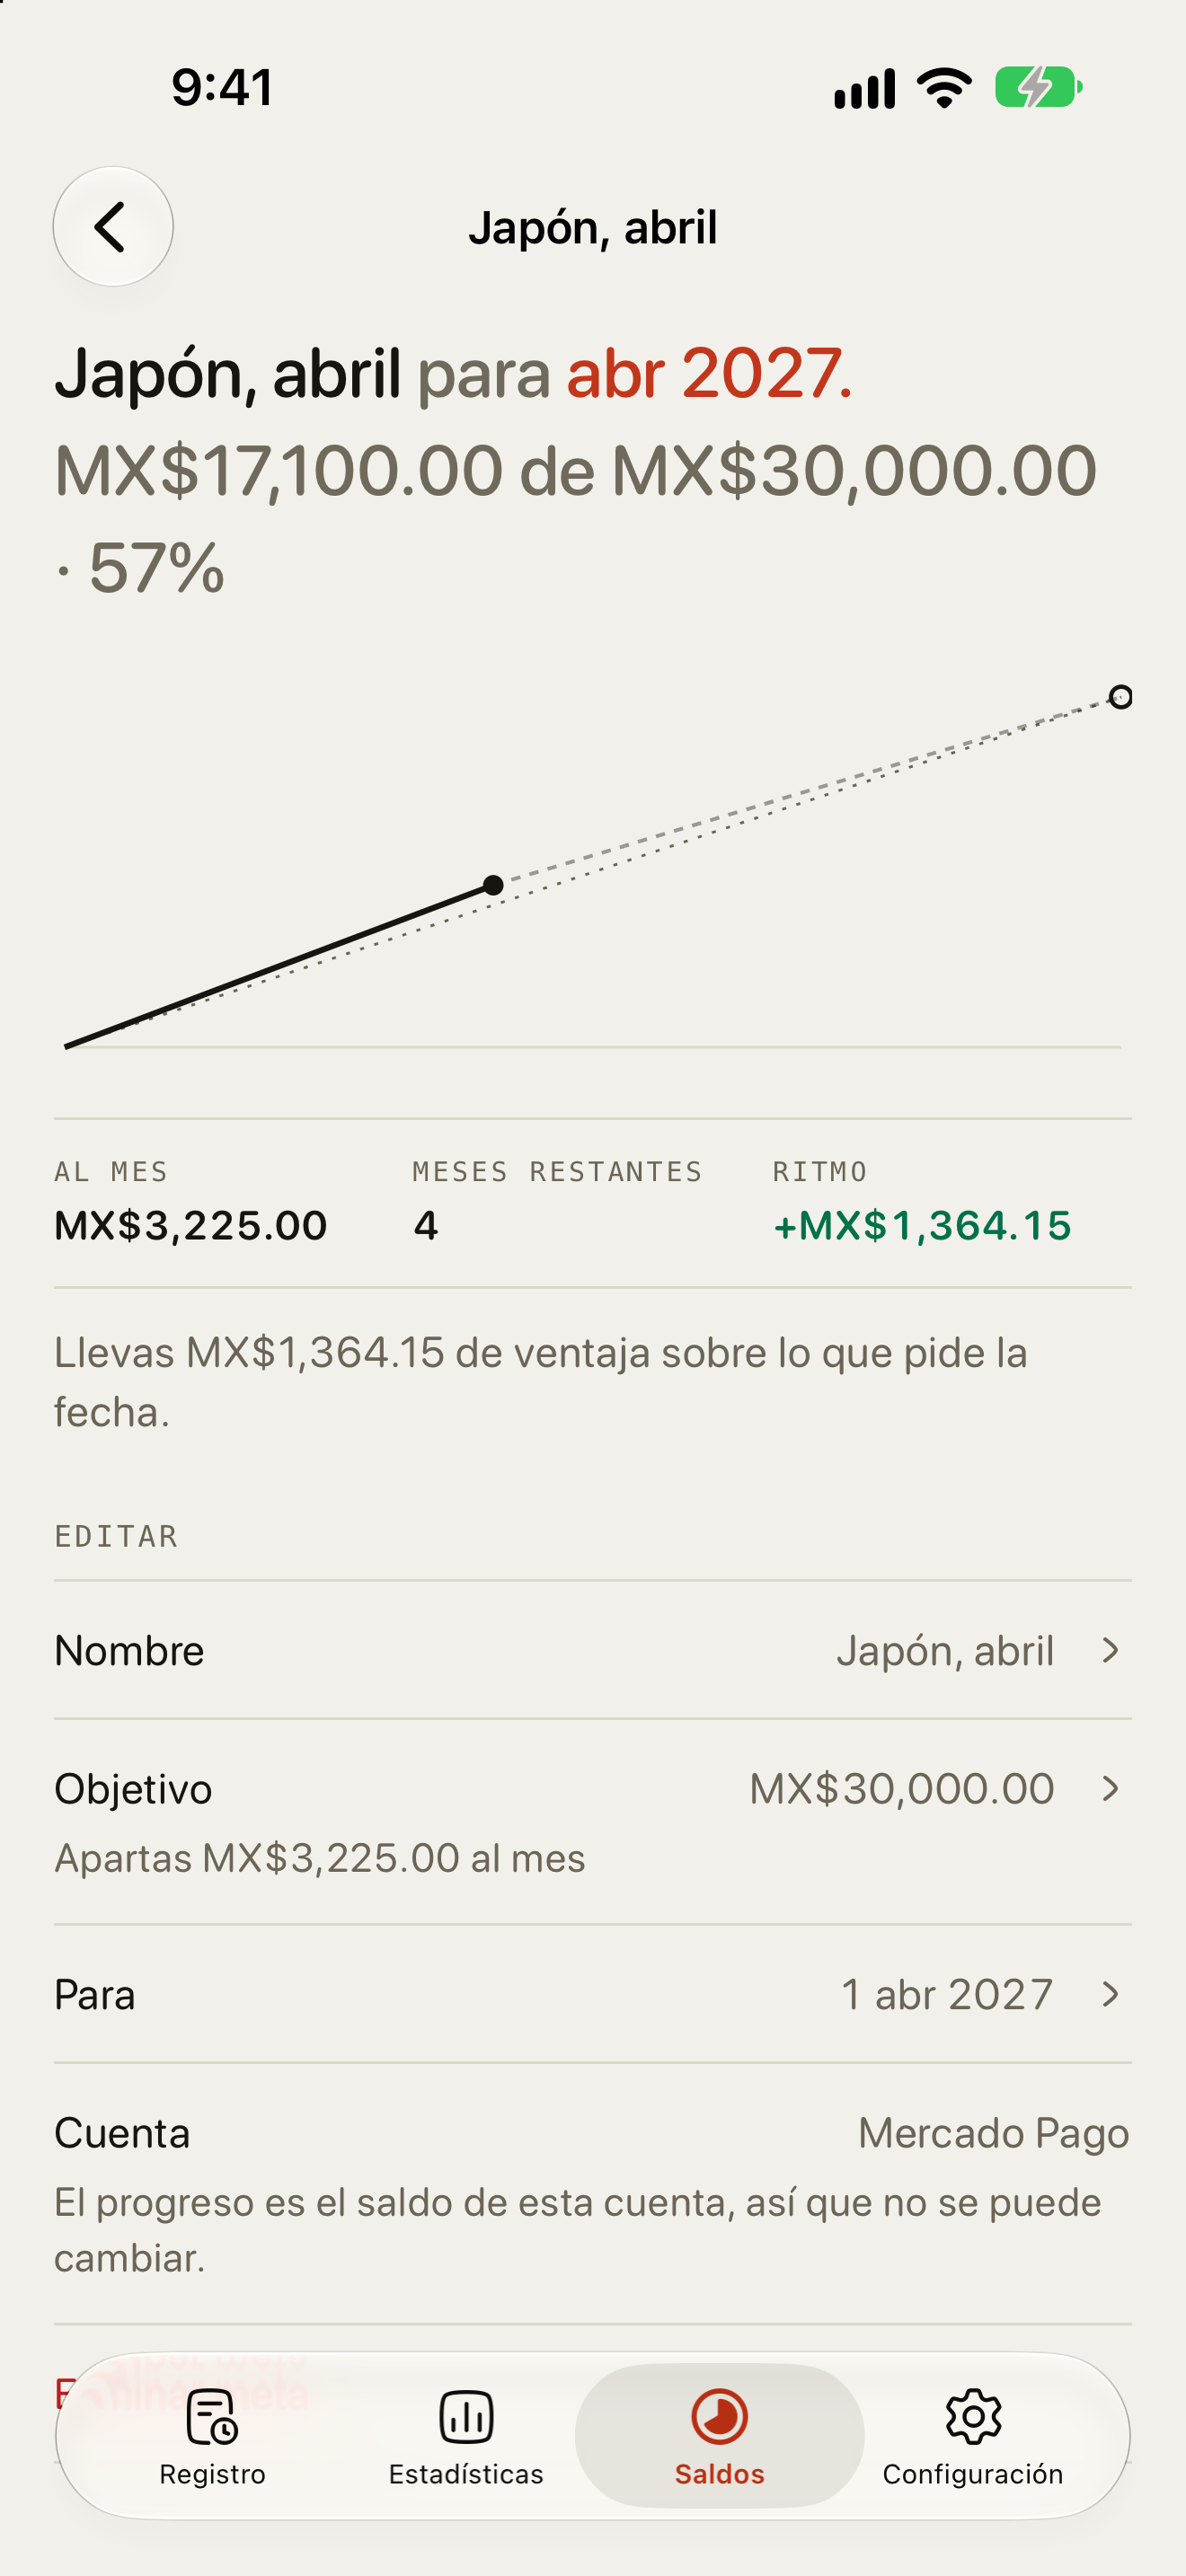 9:41
Japón, abril
Japón, abril para abr 2027.
MX$17,100.00 de MX$30,000.00
· 57%
AL MES
MESES RESTANTES
RITMO
MX$3,225.00
4
+MX$1,364.15
Llevas MX$1,364.15 de ventaja sobre lo que pide la
fecha.
EDITAR
Nombre
Japón, abril
Objetivo
MX$30,000.00
Apartas MX$3,225.00 al mes
Para
1 abr 2027
Cuenta
Mercado Pago
El progreso es el saldo de esta cuenta, así que no se puede
cambiar.
Registro
Estadísticas
Saldos
Configuración